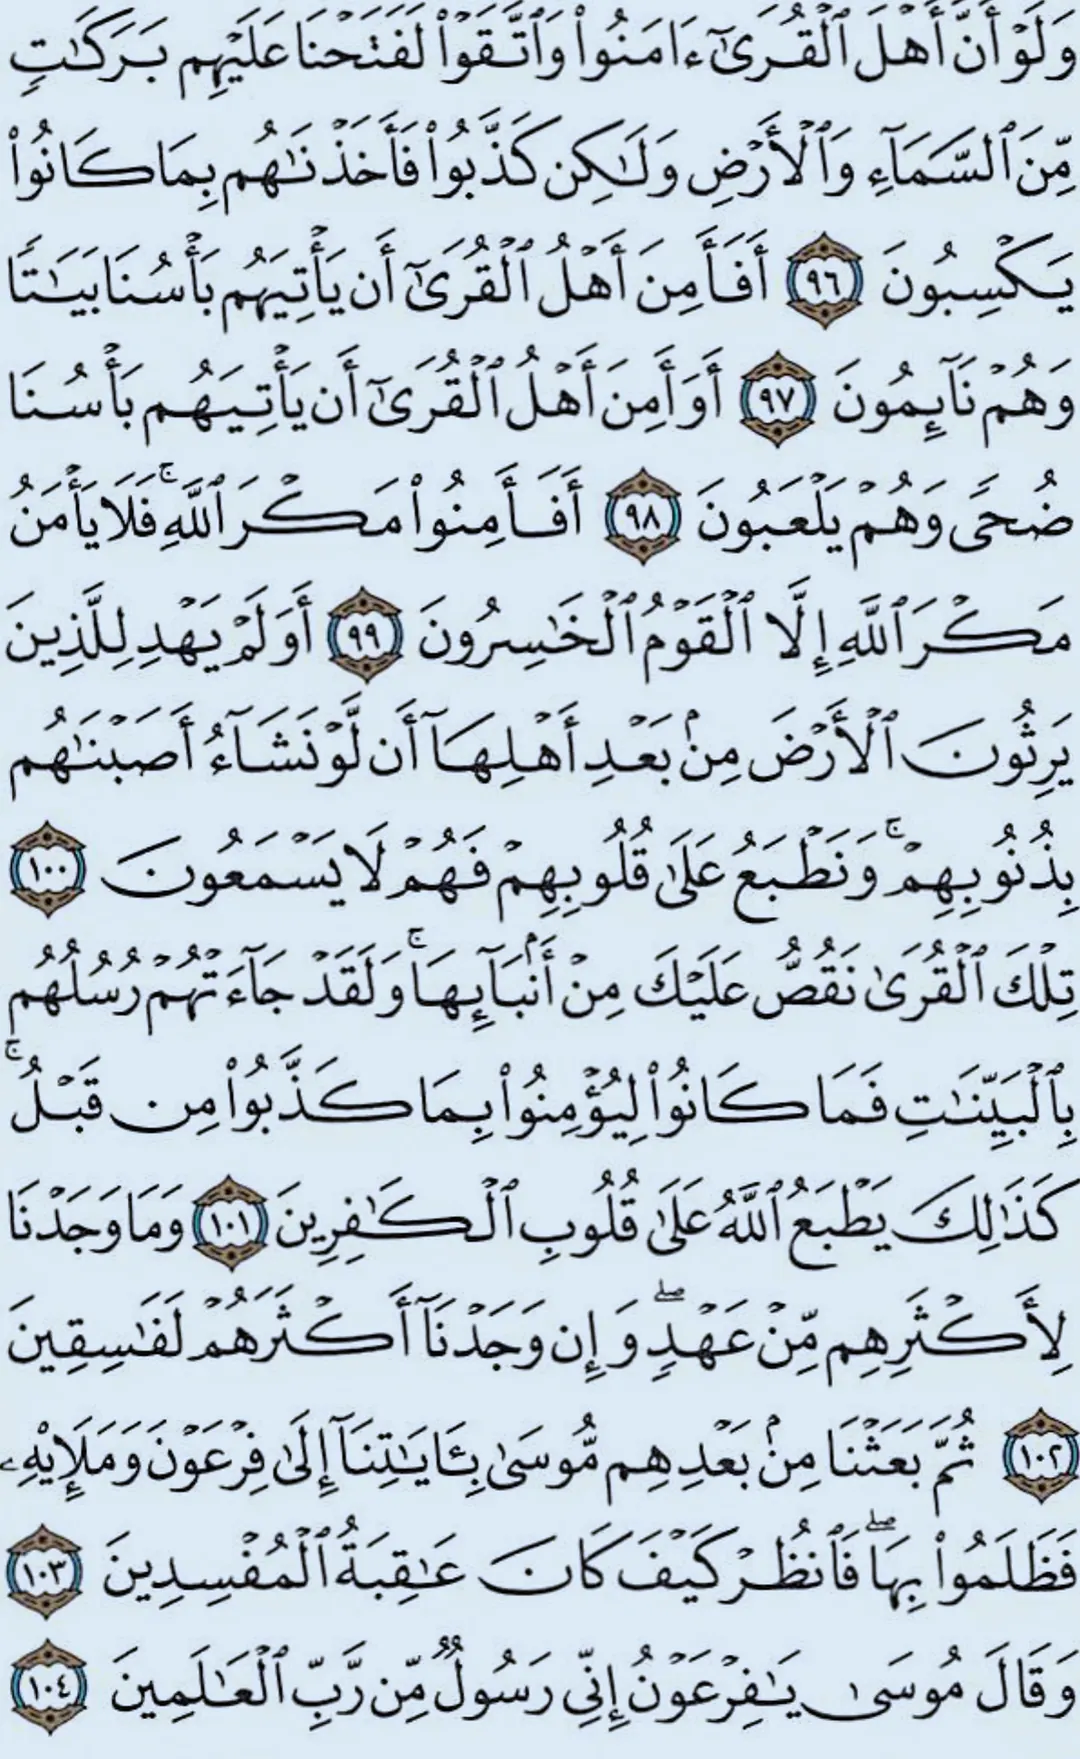 وَلَوْ أَنَّ أَهْلَ ٱلْقُرَىٰٓ ءَامَنُوا۟ وَٱتَّقَوْا۟ لَفَتَحْنَا عَلَيْهِم بَرَكَٰتٍ
مِّنَ ٱلسَّمَآءِ وَٱلْأَرْضِ وَلَٰكِن كَذَّبُوا۟ فَأَخَذْنَٰهُم بِمَا كَانُوا۟
يَكْسِبُونَ ٩٦ أَفَأَمِنَ أَهْلُ ٱلْقُرَىٰٓ أَن يَأْتِيَهُم بَأْسُنَا بَيَٰتًا
وَهُمْ نَآئِمُونَ ٩٧ أَوَأَمِنَ أَهْلُ ٱلْقُرَىٰٓ أَن يَأْتِيَهُم بَأْسُنَا
ضُحًى وَهُمْ يَلْعَبُونَ ٩٨ أَفَأَمِنُوا۟ مَكْرَ ٱللَّهِ ۚ فَلَا يَأْمَنُ
مَكْرَ ٱللَّهِ إِلَّا ٱلْقَوْمُ ٱلْخَٰسِرُونَ ٩٩ أَوَلَمْ يَهْدِ لِلَّذِينَ
يَرِثُونَ ٱلْأَرْضَ مِنۢ بَعْدِ أَهْلِهَآ أَن لَّوْ نَشَآءُ أَصَبْنَٰهُم
بِذُنُوبِهِمْ ۚ وَنَطْبَعُ عَلَىٰ قُلُوبِهِمْ فَهُمْ لَا يَسْمَعُونَ ١٠٠
تِلْكَ ٱلْقُرَىٰ نَقُصُّ عَلَيْكَ مِنْ أَنۢبَآئِهَا ۚ وَلَقَدْ جَآءَتْهُمْ رُسُلُهُم
بِٱلْبَيِّنَٰتِ فَمَا كَانُوا۟ لِيُؤْمِنُوا۟ بِمَا كَذَّبُوا۟ مِن قَبْلُ ۚ
كَذَٰلِكَ يَطْبَعُ ٱللَّهُ عَلَىٰ قُلُوبِ ٱلْكَٰفِرِينَ ١٠١ وَمَا وَجَدْنَا
لِأَكْثَرِهِم مِّنْ عَهْدٍ ۖ وَإِن وَجَدْنَآ أَكْثَرَهُمْ لَفَٰسِقِينَ
١٠٢ ثُمَّ بَعَثْنَا مِنۢ بَعْدِهِم مُّوسَىٰ بِـَٔايَٰتِنَآ إِلَىٰ فِرْعَوْنَ وَمَلَإِي۟هِۦ
فَظَلَمُوا۟ بِهَا ۖ فَٱنظُرْ كَيْفَ كَانَ عَٰقِبَةُ ٱلْمُفْسِدِينَ ١٠٣
وَقَالَ مُوسَىٰ يَٰفِرْعَوْنُ إِنِّى رَسُولٌ مِّن رَّبِّ ٱلْعَٰلَمِينَ ١٠٤